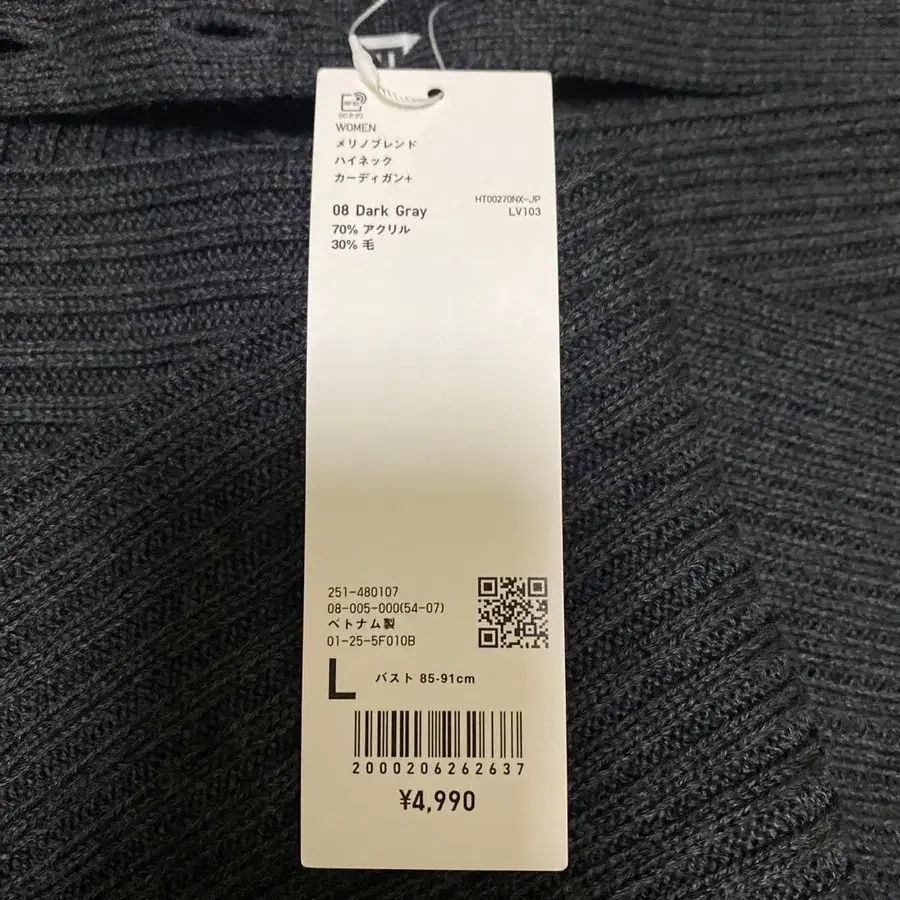 WOMEN
メリノブレンド
ハイネック
カーディガン+
HT00270NX-JP
08 Dark Gray
LV103
70% アクリル
30% 毛
251-480107
08-005-000(54-07)
ベトナム製
01-25-5F010B
L バスト 85-91cm
2000206262637
¥4,990